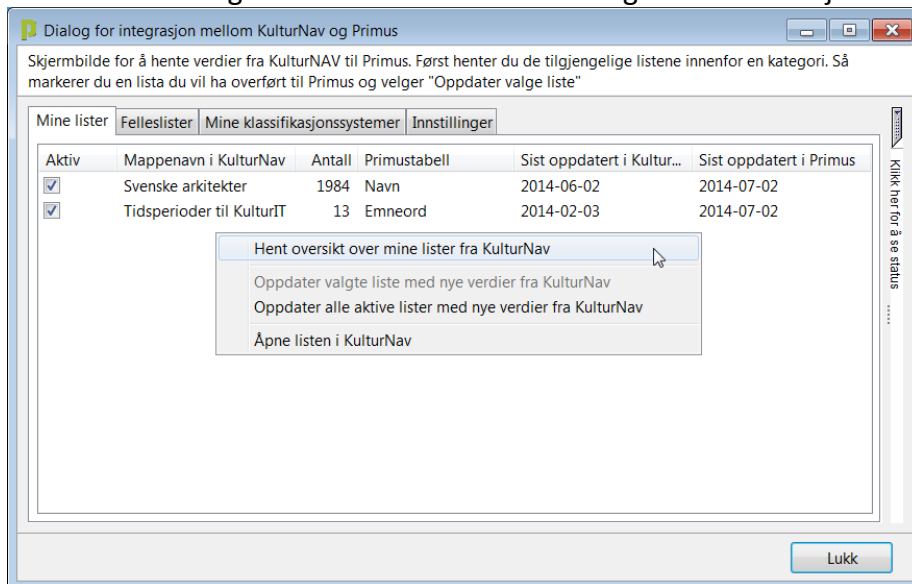 Dialog for integrasjon mellom KulturNav og Primus
Skjermbilde for å hente verdier fra KulturNAV til Primus. Først henter du de tilgjengelige listene innenfor en kategori. Så
markerer du en lista du vil ha overført til Primus og velger "Oppdater valge liste"
Mine lister Felleslister Mine klassifikasjonssystemer Innstillinger
Aktiv Mappenavn i KulturNav Antall Primustabell Sist oppdatert i Kultur... Sist oppdatert i Primus
Svenske arkitekter 1984 Navn 2014-06-02 2014-07-02
Tidsperioder til KulturIT 13 Emneord 2014-02-03 2014-07-02
Hent oversikt over mine lister fra KulturNav
Oppdater valgte liste med nye verdier fra KulturNav
Oppdater alle aktive lister med nye verdier fra KulturNav
Åpne listen i KulturNav
Klikk her for å se status
Lukk